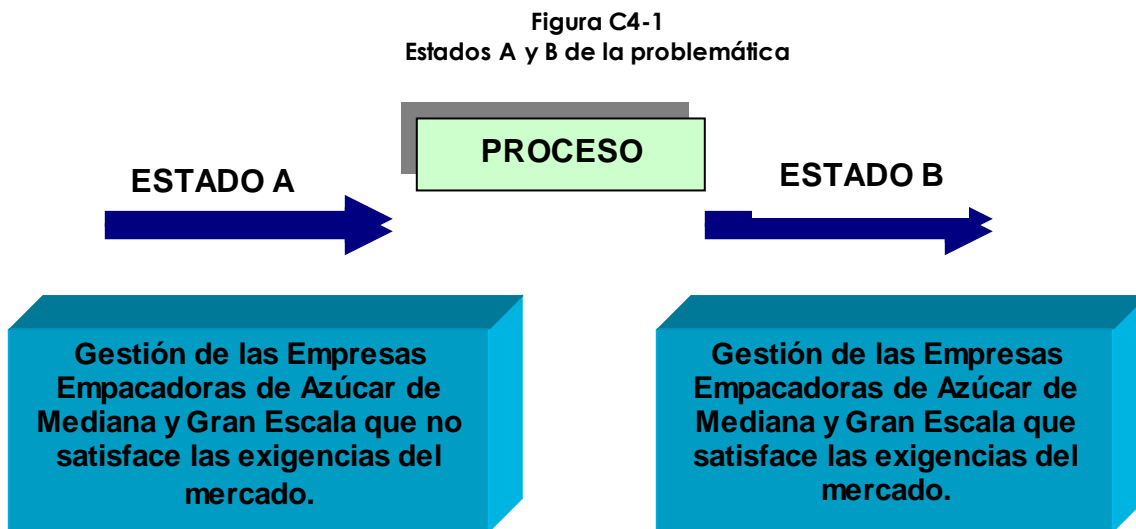 Figura C4-1
Estados A y B de la problemática
PROCESO
ESTADO A
ESTADO B
Gestión de las Empresas
Empacadoras de Azúcar de
Mediana y Gran Escala que no
satisface las exigencias del
mercado.
Gestión de las Empresas
Empacadoras de Azúcar de
Mediana y Gran Escala que
satisface las exigencias del
mercado.